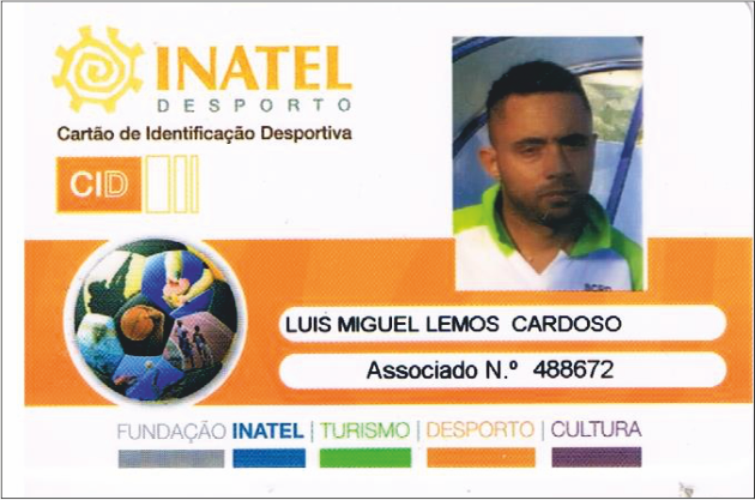 INATEL
DESPORTO
Cartão de Identificação Desportiva
CID
LUIS MIGUEL LEMOS CARDOSO
Associado N.º 488672
FUNDAÇÃO INATEL | TURISMO | DESPORTO | CULTURA